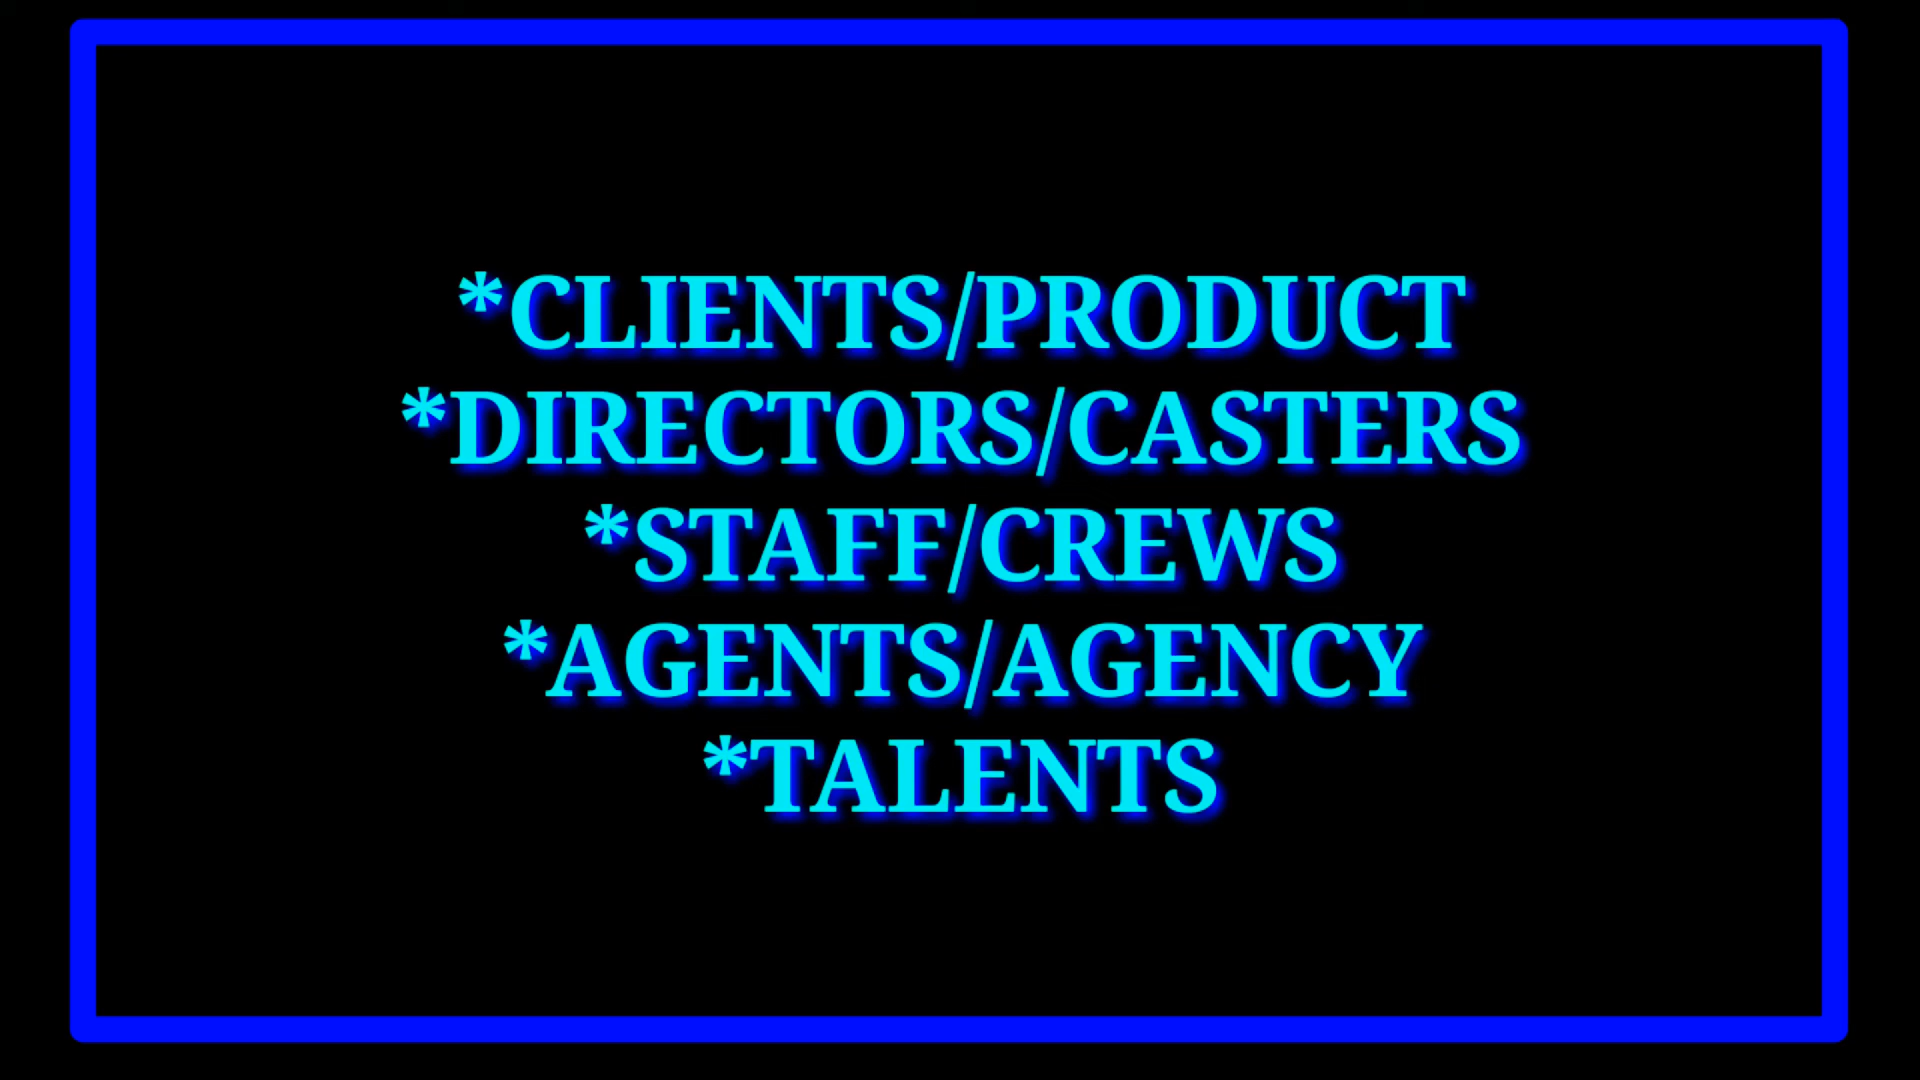 *CLIENTS/PRODUCT
*DIRECTORS/CASTERS
*STAFF/CREWS
*AGENTS/AGENCY
*TALENTS